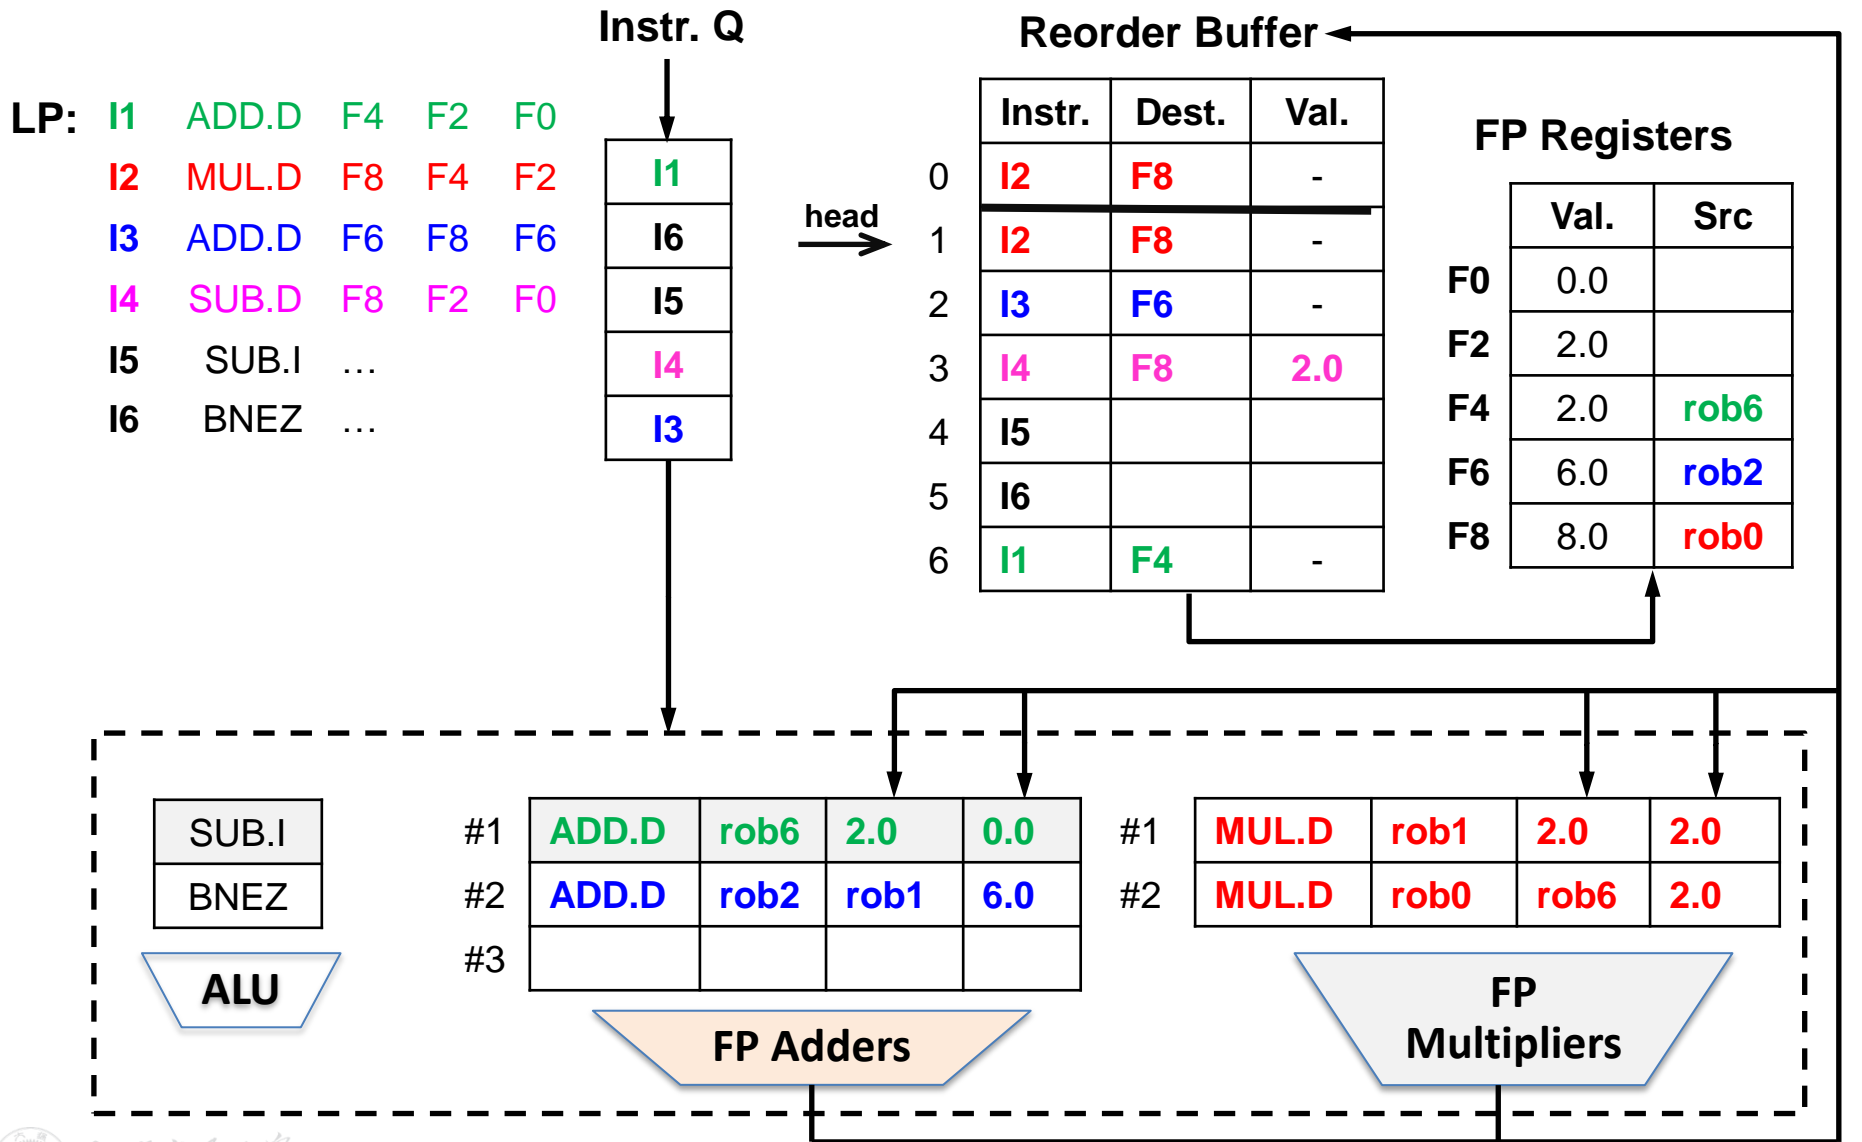 Instr. Q
Reorder Buffer
LP: I1 ADD.D F4 F2 F0
I2 MUL.D F8 F4 F2
I3 ADD.D F6 F8 F6
I4 SUB.D F8 F2 F0
I5 SUB.I …
I6 BNEZ …
I1
I6
I5
I4
I3
head
Instr. Dest. Val.
0 I2 F8 -
1 I2 F8 -
2 I3 F6 -
3 I4 F8 2.0
4 I5
5 I6
6 I1 F4 -
FP Registers
Val. Src
F0 0.0
F2 2.0
F4 2.0 rob6
F6 6.0 rob2
F8 8.0 rob0
SUB.I
BNEZ
ALU
#1 ADD.D rob6 2.0 0.0
#2 ADD.D rob2 rob1 6.0
#3
FP Adders
#1 MUL.D rob1 2.0 2.0
#2 MUL.D rob0 rob6 2.0
FP
Multipliers